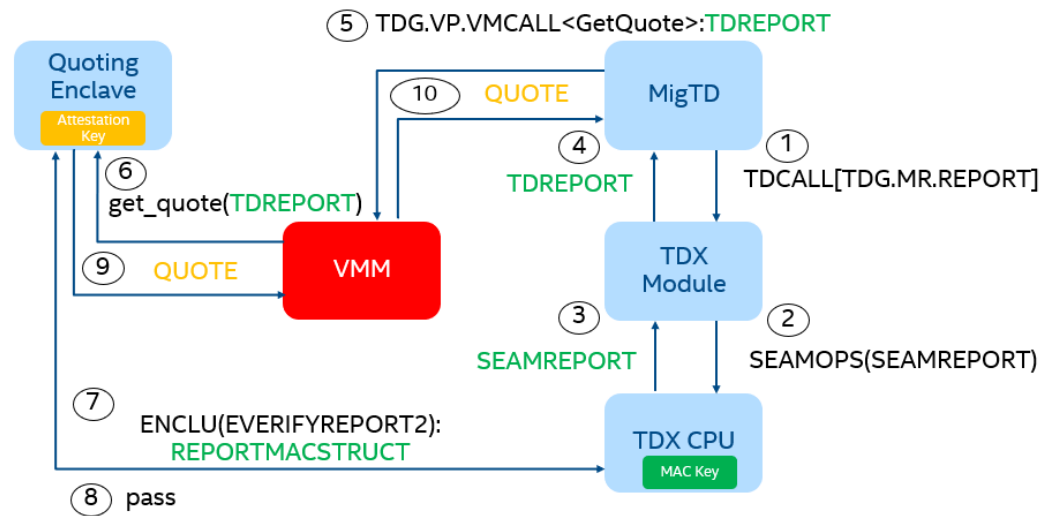 5 TDG.VP.VMCALL<GetQuote>:TDREPORT
Quoting
Enclave
Attestation
Key
10 QUOTE
MigTD
6
get_quote(TDREPORT)
4
TDREPORT
1
TDCALL[TDG.MR.REPORT]
9 QUOTE
VMM
TDX
Module
3
SEAMREPORT
2
SEAMOPS(SEAMREPORT)
7
ENCLU(EVERIFYREPORT2):
REPORTMACSTRUCT
TDX CPU
MAC Key
8 pass